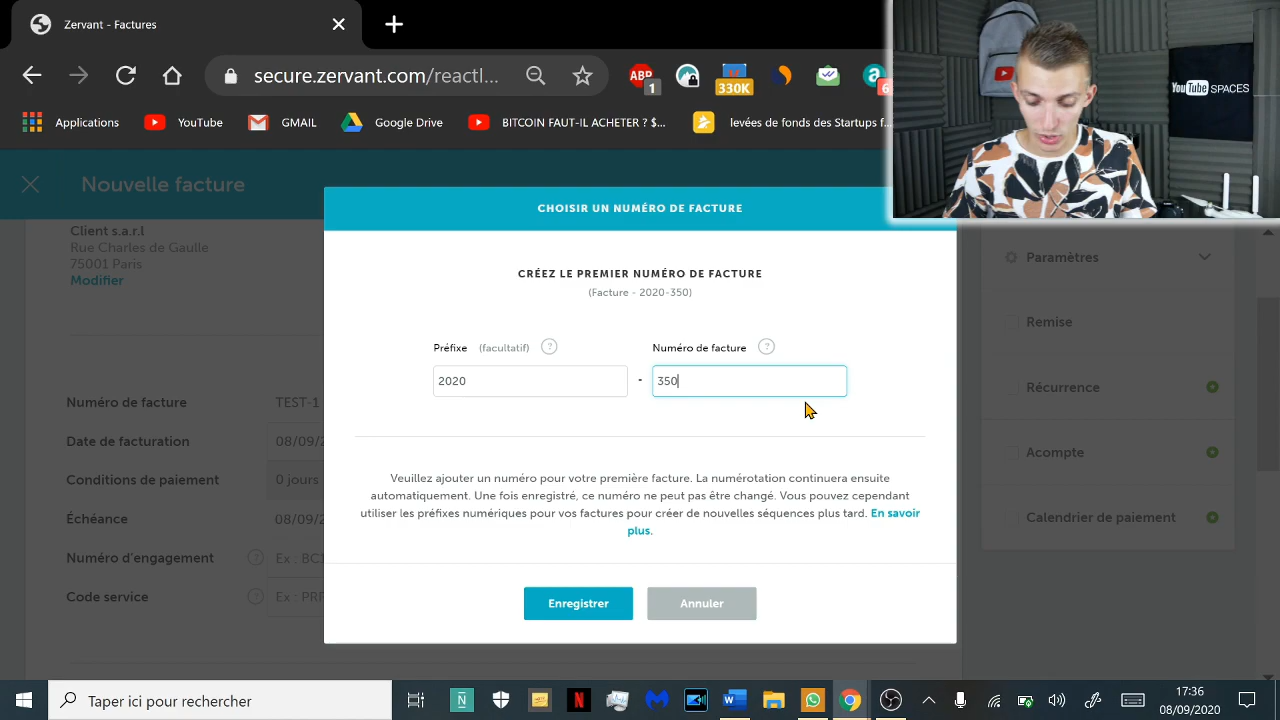 Zervant - Factures
secure.zervant.com/reactl...
ABP
1
330K
6
Applications
YouTube
GMAIL
Google Drive
BITCOIN FAUT-IL ACHETER ? $...
levées de fonds des Startups f...
YouTube SPACES
Nouvelle facture
Client s.a.r.l
Rue Charles de Gaulle
75001 Paris
Modifier
Numéro de facture
TEST-1
Date de facturation
08/09/2
Conditions de paiement
0 jours
Échéance
08/09/2
Numéro d'engagement
?
Ex : BC1
Code service
?
Ex : PRF
CHOISIR UN NUMÉRO DE FACTURE
CRÉEZ LE PREMIER NUMÉRO DE FACTURE
(Facture - 2020-350)
Préfixe (facultatif) ?
Numéro de facture ?
2020 - 350
Veuillez ajouter un numéro pour votre première facture. La numérotation continuera ensuite
automatiquement. Une fois enregistré, ce numéro ne peut pas être changé. Vous pouvez cependant
utiliser les préfixes numériques pour vos factures pour créer de nouvelles séquences plus tard. En savoir
plus.
Enregistrer
Annuler
Paramètres
Remise
Récurrence
Acompte
Calendrier de paiement
Taper ici pour rechercher
17:36
08/09/2020